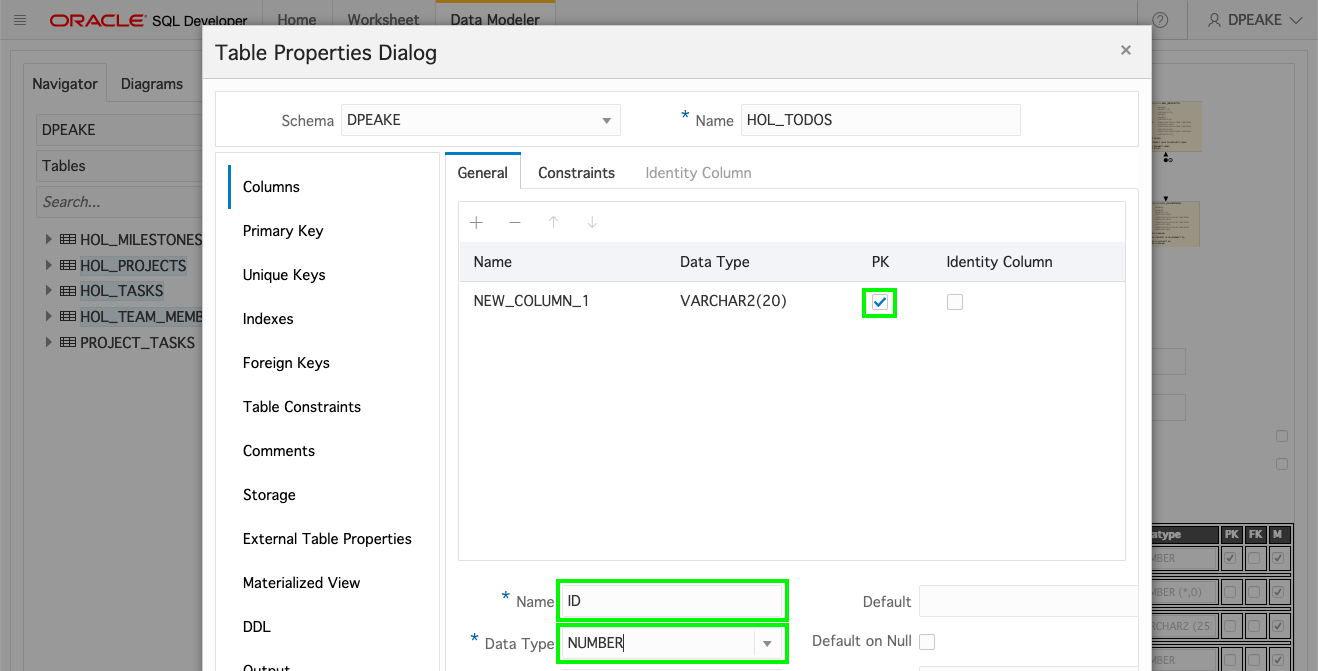 ORACLE SQL Developer Home Worksheet Data Modeler ? DPEAKE
Table Properties Dialog ×
Navigator Diagrams
DPEAKE
Tables
Search...
HOL_MILESTONES
HOL_PROJECTS
HOL_TASKS
HOL_TEAM_MEMB
PROJECT_TASKS
Schema DPEAKE * Name HOL_TODOS
Columns
Primary Key
Unique Keys
Indexes
Foreign Keys
Table Constraints
Comments
Storage
External Table Properties
Materialized View
DDL
Output
General Constraints Identity Column
Name Data Type PK Identity Column
NEW_COLUMN_1 VARCHAR2(20)
* Name ID Default
* Data Type NUMBER Default on Null
atype PK FK M
MBER
MBER (*,0)
RCHAR2 (25
MBER